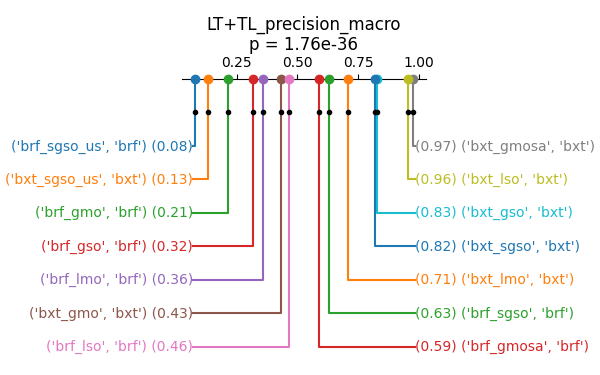 LT+TL_precision_macro
p = 1.76e-36
0.25 0.50 0.75 1.00
('brf_sgso_us', 'brf') (0.08) (0.97) ('bxt_gmosa', 'bxt')
('bxt_sgso_us', 'bxt') (0.13) (0.96) ('bxt_lso', 'bxt')
('brf_gmo', 'brf') (0.21) (0.83) ('bxt_gso', 'bxt')
('brf_gso', 'brf') (0.32) (0.82) ('bxt_sgso', 'bxt')
('brf_lmo', 'brf') (0.36) (0.71) ('bxt_lmo', 'bxt')
('bxt_gmo', 'bxt') (0.43) (0.63) ('brf_sgso', 'brf')
('brf_lso', 'brf') (0.46) (0.59) ('brf_gmosa', 'brf')